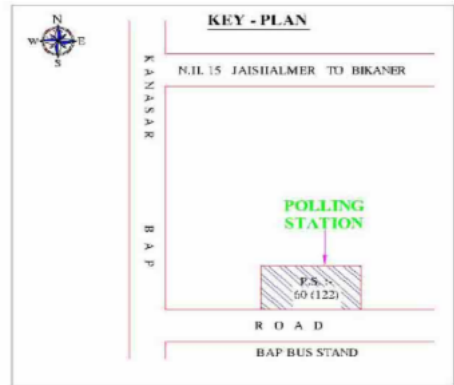 KEY - PLAN
N
W E
S
N.H. 15 JAISHALMER TO BIKANER
KANASAR
BAP
POLLING
STATION
P.S. :-
60 (122)
ROAD
BAP BUS STAND